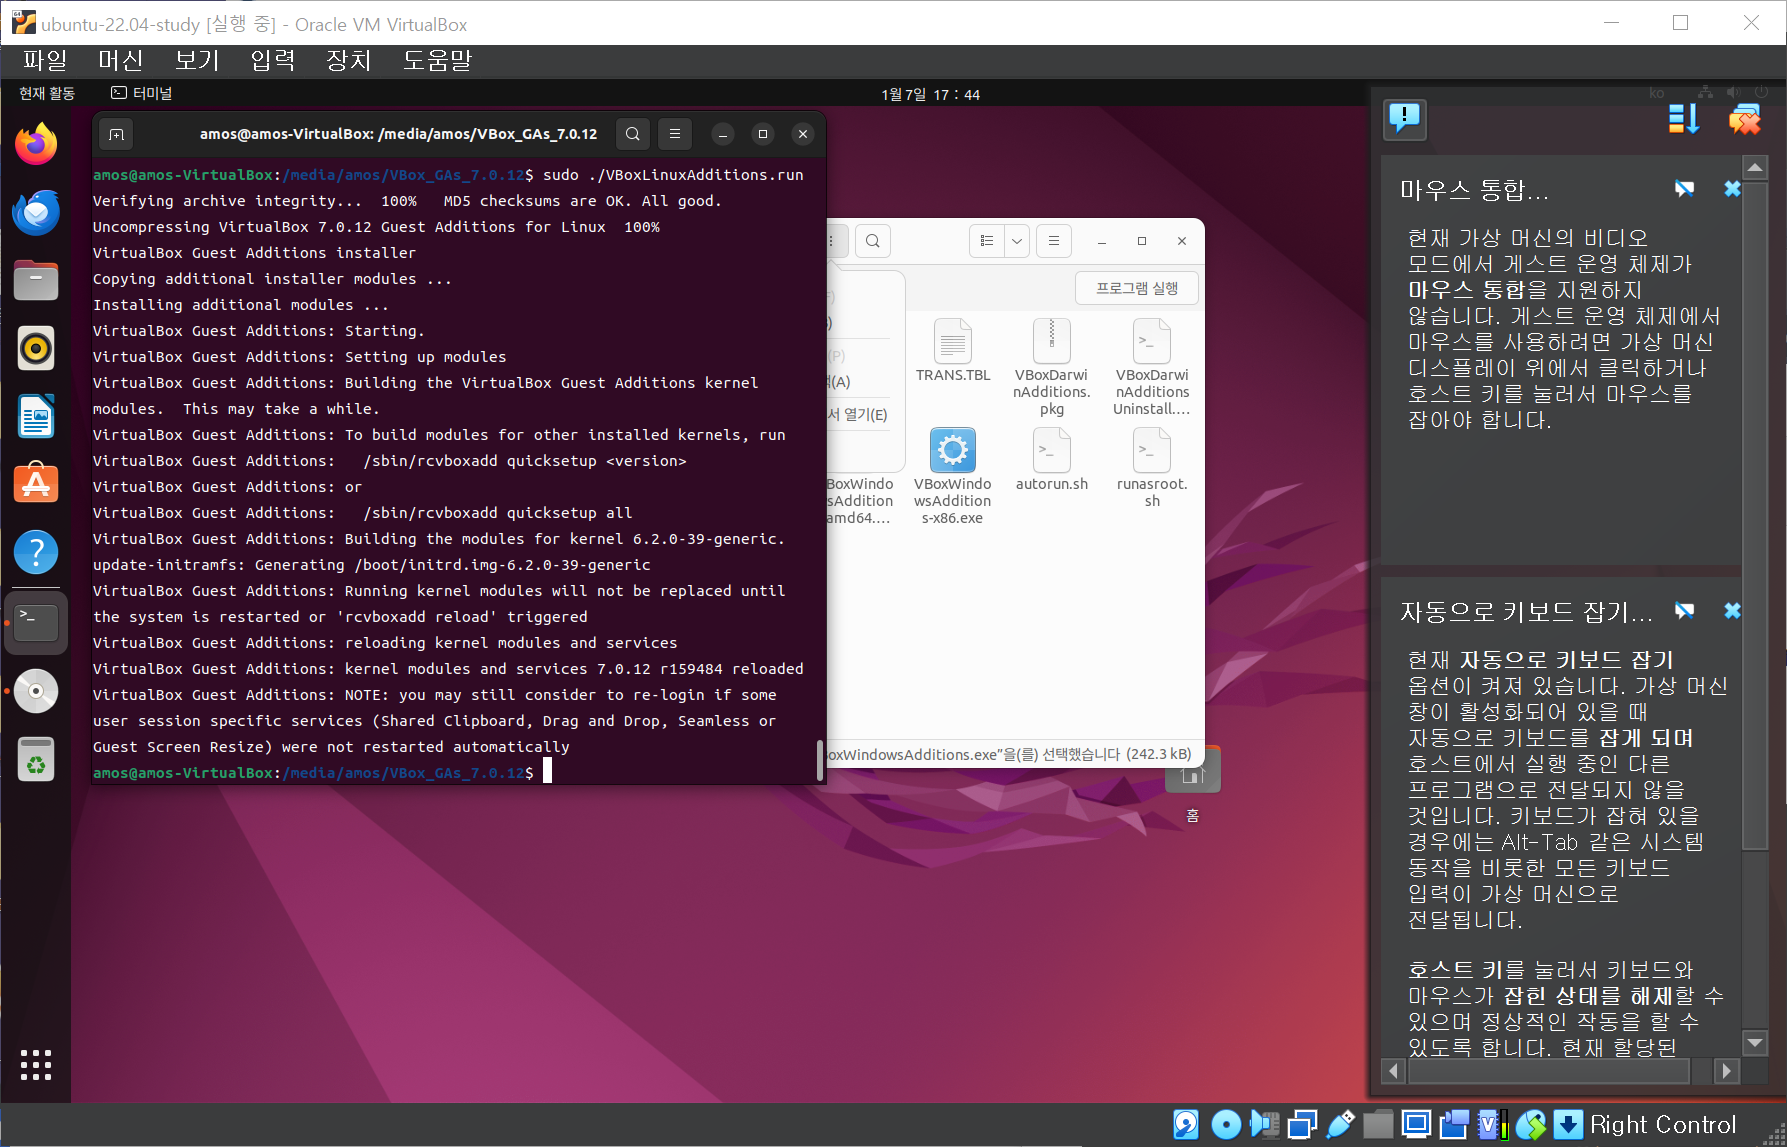 ubuntu-22.04-study [실행 중] - Oracle VM VirtualBox
파일 머신 보기 입력 장치 도움말
현재 활동 터미널 1월 7일 17 : 44 ko
amos@amos-VirtualBox: /media/amos/VBox_GAs_7.0.12
amos@amos-VirtualBox:/media/amos/VBox_GAs_7.0.12$ sudo ./VBoxLinuxAdditions.run
Verifying archive integrity...  100%   MD5 checksums are OK. All good.
Uncompressing VirtualBox 7.0.12 Guest Additions for Linux  100%
VirtualBox Guest Additions installer
Copying additional installer modules ...
Installing additional modules ...
VirtualBox Guest Additions: Starting.
VirtualBox Guest Additions: Setting up modules
VirtualBox Guest Additions: Building the VirtualBox Guest Additions kernel
modules.  This may take a while.
VirtualBox Guest Additions: To build modules for other installed kernels, run
VirtualBox Guest Additions:   /sbin/rcvboxadd quicksetup <version>
VirtualBox Guest Additions: or
VirtualBox Guest Additions:   /sbin/rcvboxadd quicksetup all
VirtualBox Guest Additions: Building the modules for kernel 6.2.0-39-generic.
update-initramfs: Generating /boot/initrd.img-6.2.0-39-generic
VirtualBox Guest Additions: Running kernel modules will not be replaced until
the system is restarted or 'rcvboxadd reload' triggered
VirtualBox Guest Additions: reloading kernel modules and services
VirtualBox Guest Additions: kernel modules and services 7.0.12 r159484 reloaded
VirtualBox Guest Additions: NOTE: you may still consider to re-login if some
user session specific services (Shared Clipboard, Drag and Drop, Seamless or
Guest Screen Resize) were not restarted automatically
amos@amos-VirtualBox:/media/amos/VBox_GAs_7.0.12$
프로그램 실행
(P)
(A)
서 열기(E)
TRANS.TBL
VBoxDarwi
nAdditions.
pkg
VBoxDarwi
nAdditions
Uninstall....
BoxWindo
sAddition
amd64....
VBoxWindo
wsAddition
s-x86.exe
autorun.sh
runasroot.
sh
oxWindowsAdditions.exe”을(를) 선택했습니다 (242.3 kB)
홈
마우스 통합...
현재 가상 머신의 비디오
모드에서 게스트 운영 체제가
마우스 통합을 지원하지
않습니다. 게스트 운영 체제에서
마우스를 사용하려면 가상 머신
디스플레이 위에서 클릭하거나
호스트 키를 눌러서 마우스를
잡아야 합니다.
자동으로 키보드 잡기...
현재 자동으로 키보드 잡기
옵션이 켜져 있습니다. 가상 머신
창이 활성화되어 있을 때
자동으로 키보드를 잡게 되며
호스트에서 실행 중인 다른
프로그램으로 전달되지 않을
것입니다. 키보드가 잡혀 있을
경우에는 Alt-Tab 같은 시스템
동작을 비롯한 모든 키보드
입력이 가상 머신으로
전달됩니다.
호스트 키를 눌러서 키보드와
마우스가 잡힌 상태를 해제할 수
있으며 정상적인 작동을 할 수
있도록 합니다. 현재 할당된
Right Control